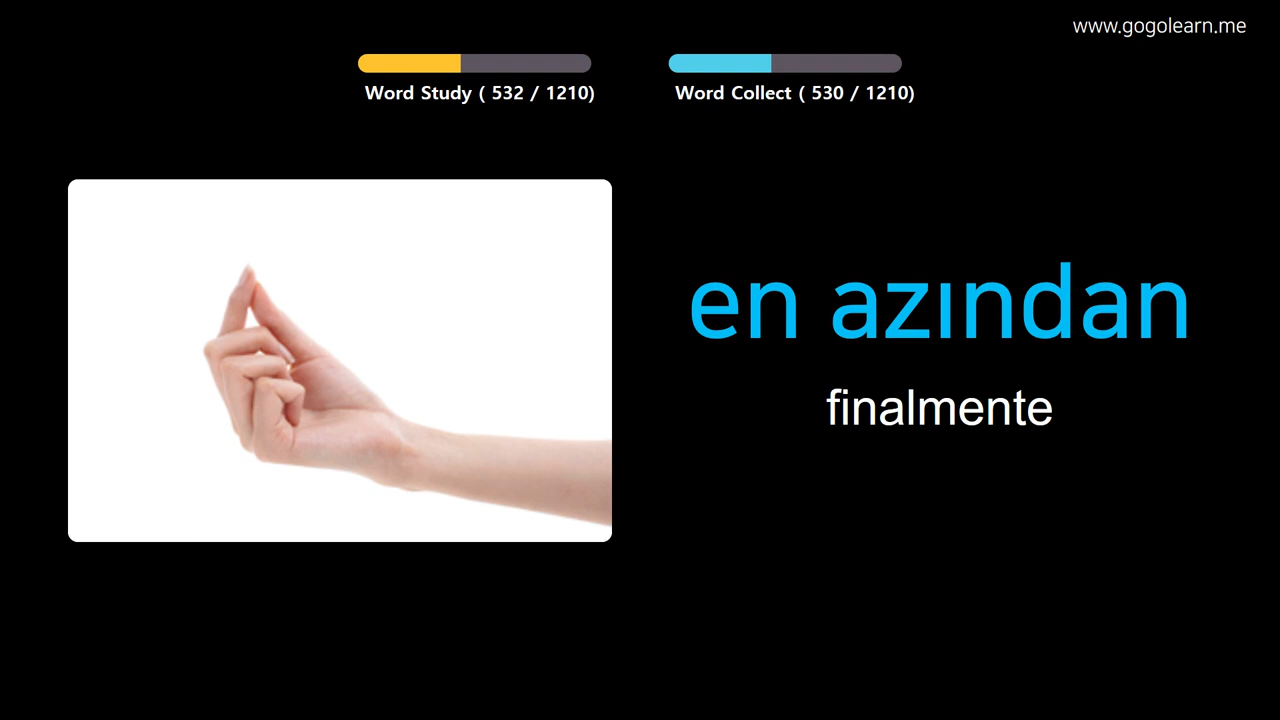 www.gogolearn.me
Word Study ( 532 / 1210)
Word Collect ( 530 / 1210)
en azından
finalmente